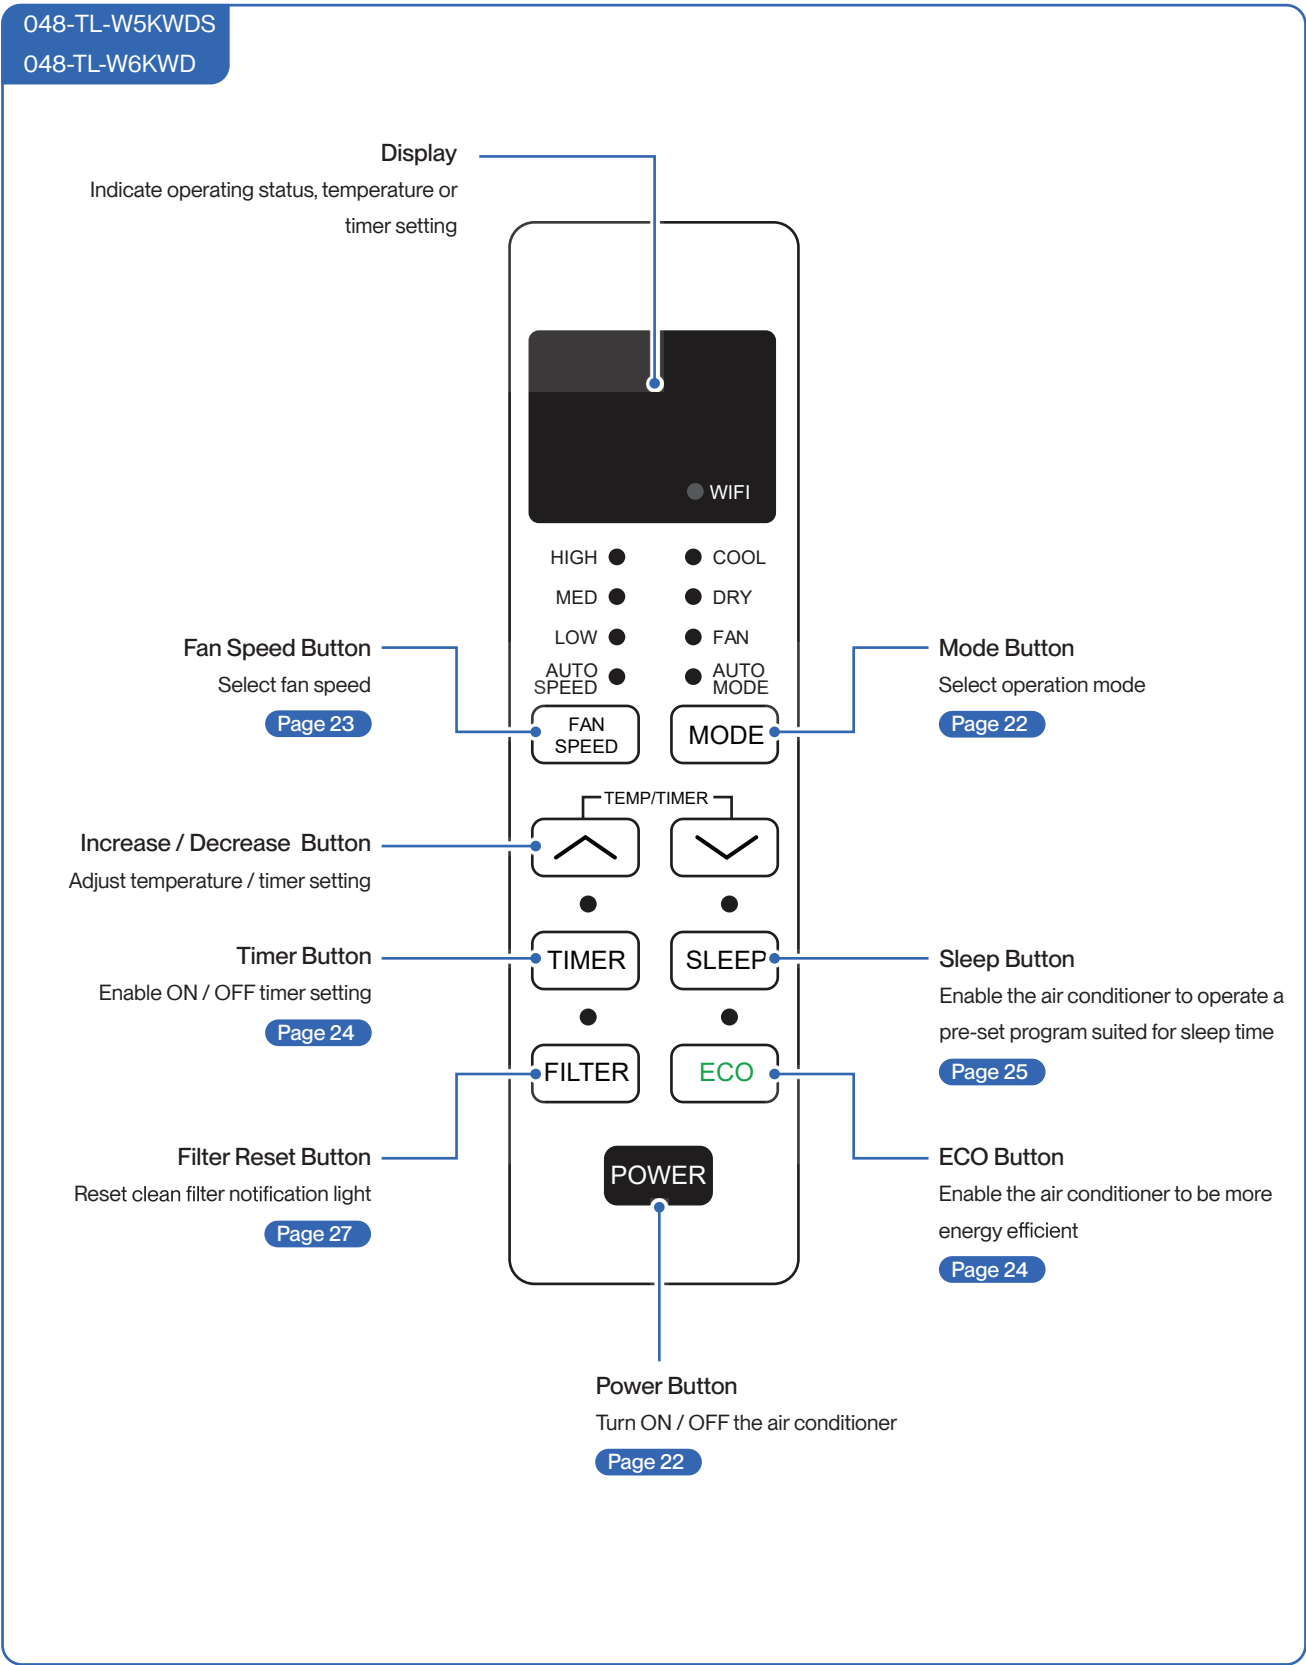 048-TL-W5KWDS
048-TL-W6KWD
Display
Indicate operating status, temperature or
timer setting
WIFI
HIGH
COOL
MED
DRY
LOW
FAN
AUTO
SPEED
AUTO
MODE
Fan Speed Button
Select fan speed
Page 23
FAN
SPEED
MODE
Mode Button
Select operation mode
Page 22
TEMP/TIMER
Increase / Decrease Button
Adjust temperature / timer setting
Timer Button
Enable ON / OFF timer setting
Page 24
TIMER
SLEEP
Sleep Button
Enable the air conditioner to operate a
pre-set program suited for sleep time
Page 25
FILTER
ECO
Filter Reset Button
Reset clean filter notification light
Page 27
POWER
ECO Button
Enable the air conditioner to be more
energy efficient
Page 24
Power Button
Turn ON / OFF the air conditioner
Page 22